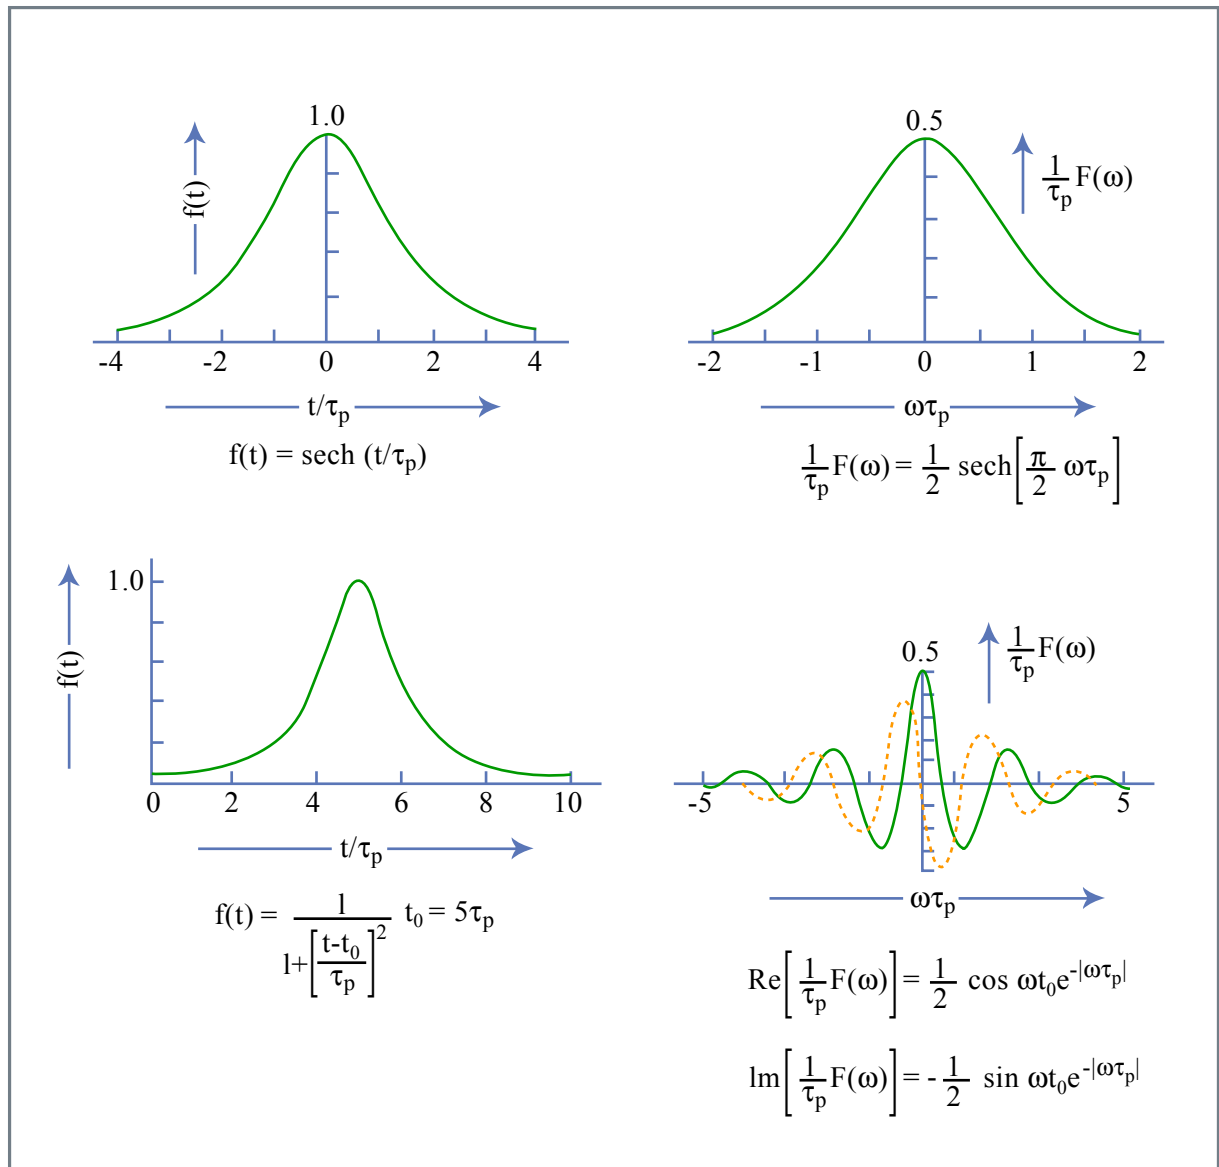 1.0
f(t)
-4 -2 0 2 4
t/τp
f(t) = sech (t/τp)
0.5
1/τp F(ω)
-2 -1 0 1 2
ωτp
1/τp F(ω) = 1/2 sech[π/2 ωτp]
1.0
f(t)
0 2 4 6 8 10
t/τp
f(t) = l/(l+[(t-t0)/τp]^2) t0 = 5τp
0.5
1/τp F(ω)
-5 5
ωτp
Re[1/τp F(ω)] = 1/2 cos ωt0e^-|ωτp|
lm[1/τp F(ω)] = -1/2 sin ωt0e^-|ωτp|